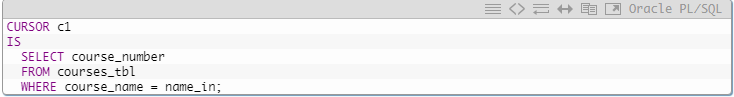 Oracle PL/SQL
CURSOR c1
IS
  SELECT course_number
  FROM courses_tbl
  WHERE course_name = name_in;